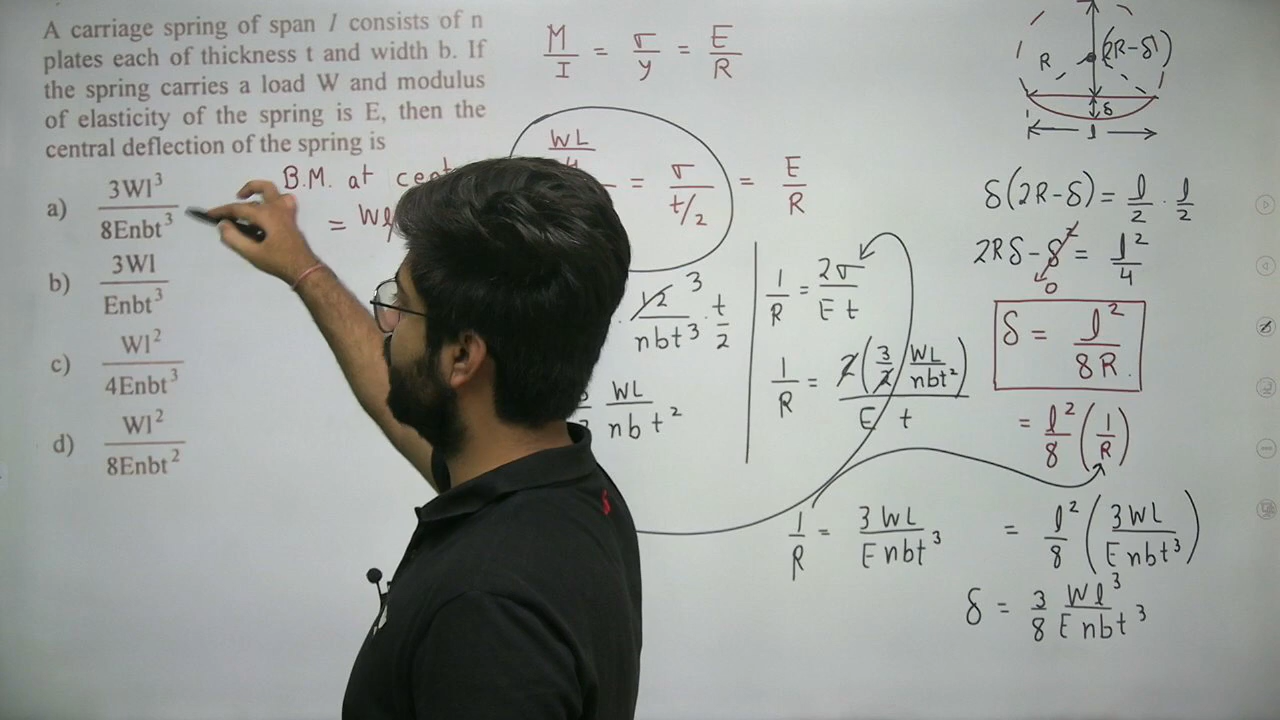 A carriage spring of span l consists of n
plates each of thickness t and width b. If
the spring carries a load W and modulus
of elasticity of the spring is E, then the
central deflection of the spring is
a) 3Wl³ / 8Enbt³
b) 3Wl / Enbt³
c) Wl² / 4Enbt³
d) Wl² / 8Enbt²
B.M. at
= Wl
M/I = σ/y = E/R
WL
= σ / t/2 = E/R
. 12 3 / nbt³ . t/2
WL / nbt²
1/R = 2σ / Et
1/R = 2(3/2 WL/nbt²) / E t
1/R = 3WL / Enbt³
R (2R-δ)
δ
l
δ(2R-δ) = l/2 . l/2
2Rδ - δ² = l²/4
0
δ = l² / 8R.
= l²/8 (1/R)
= l²/8 (3WL / Enbt³)
δ = 3/8 Wl³ / Enbt³